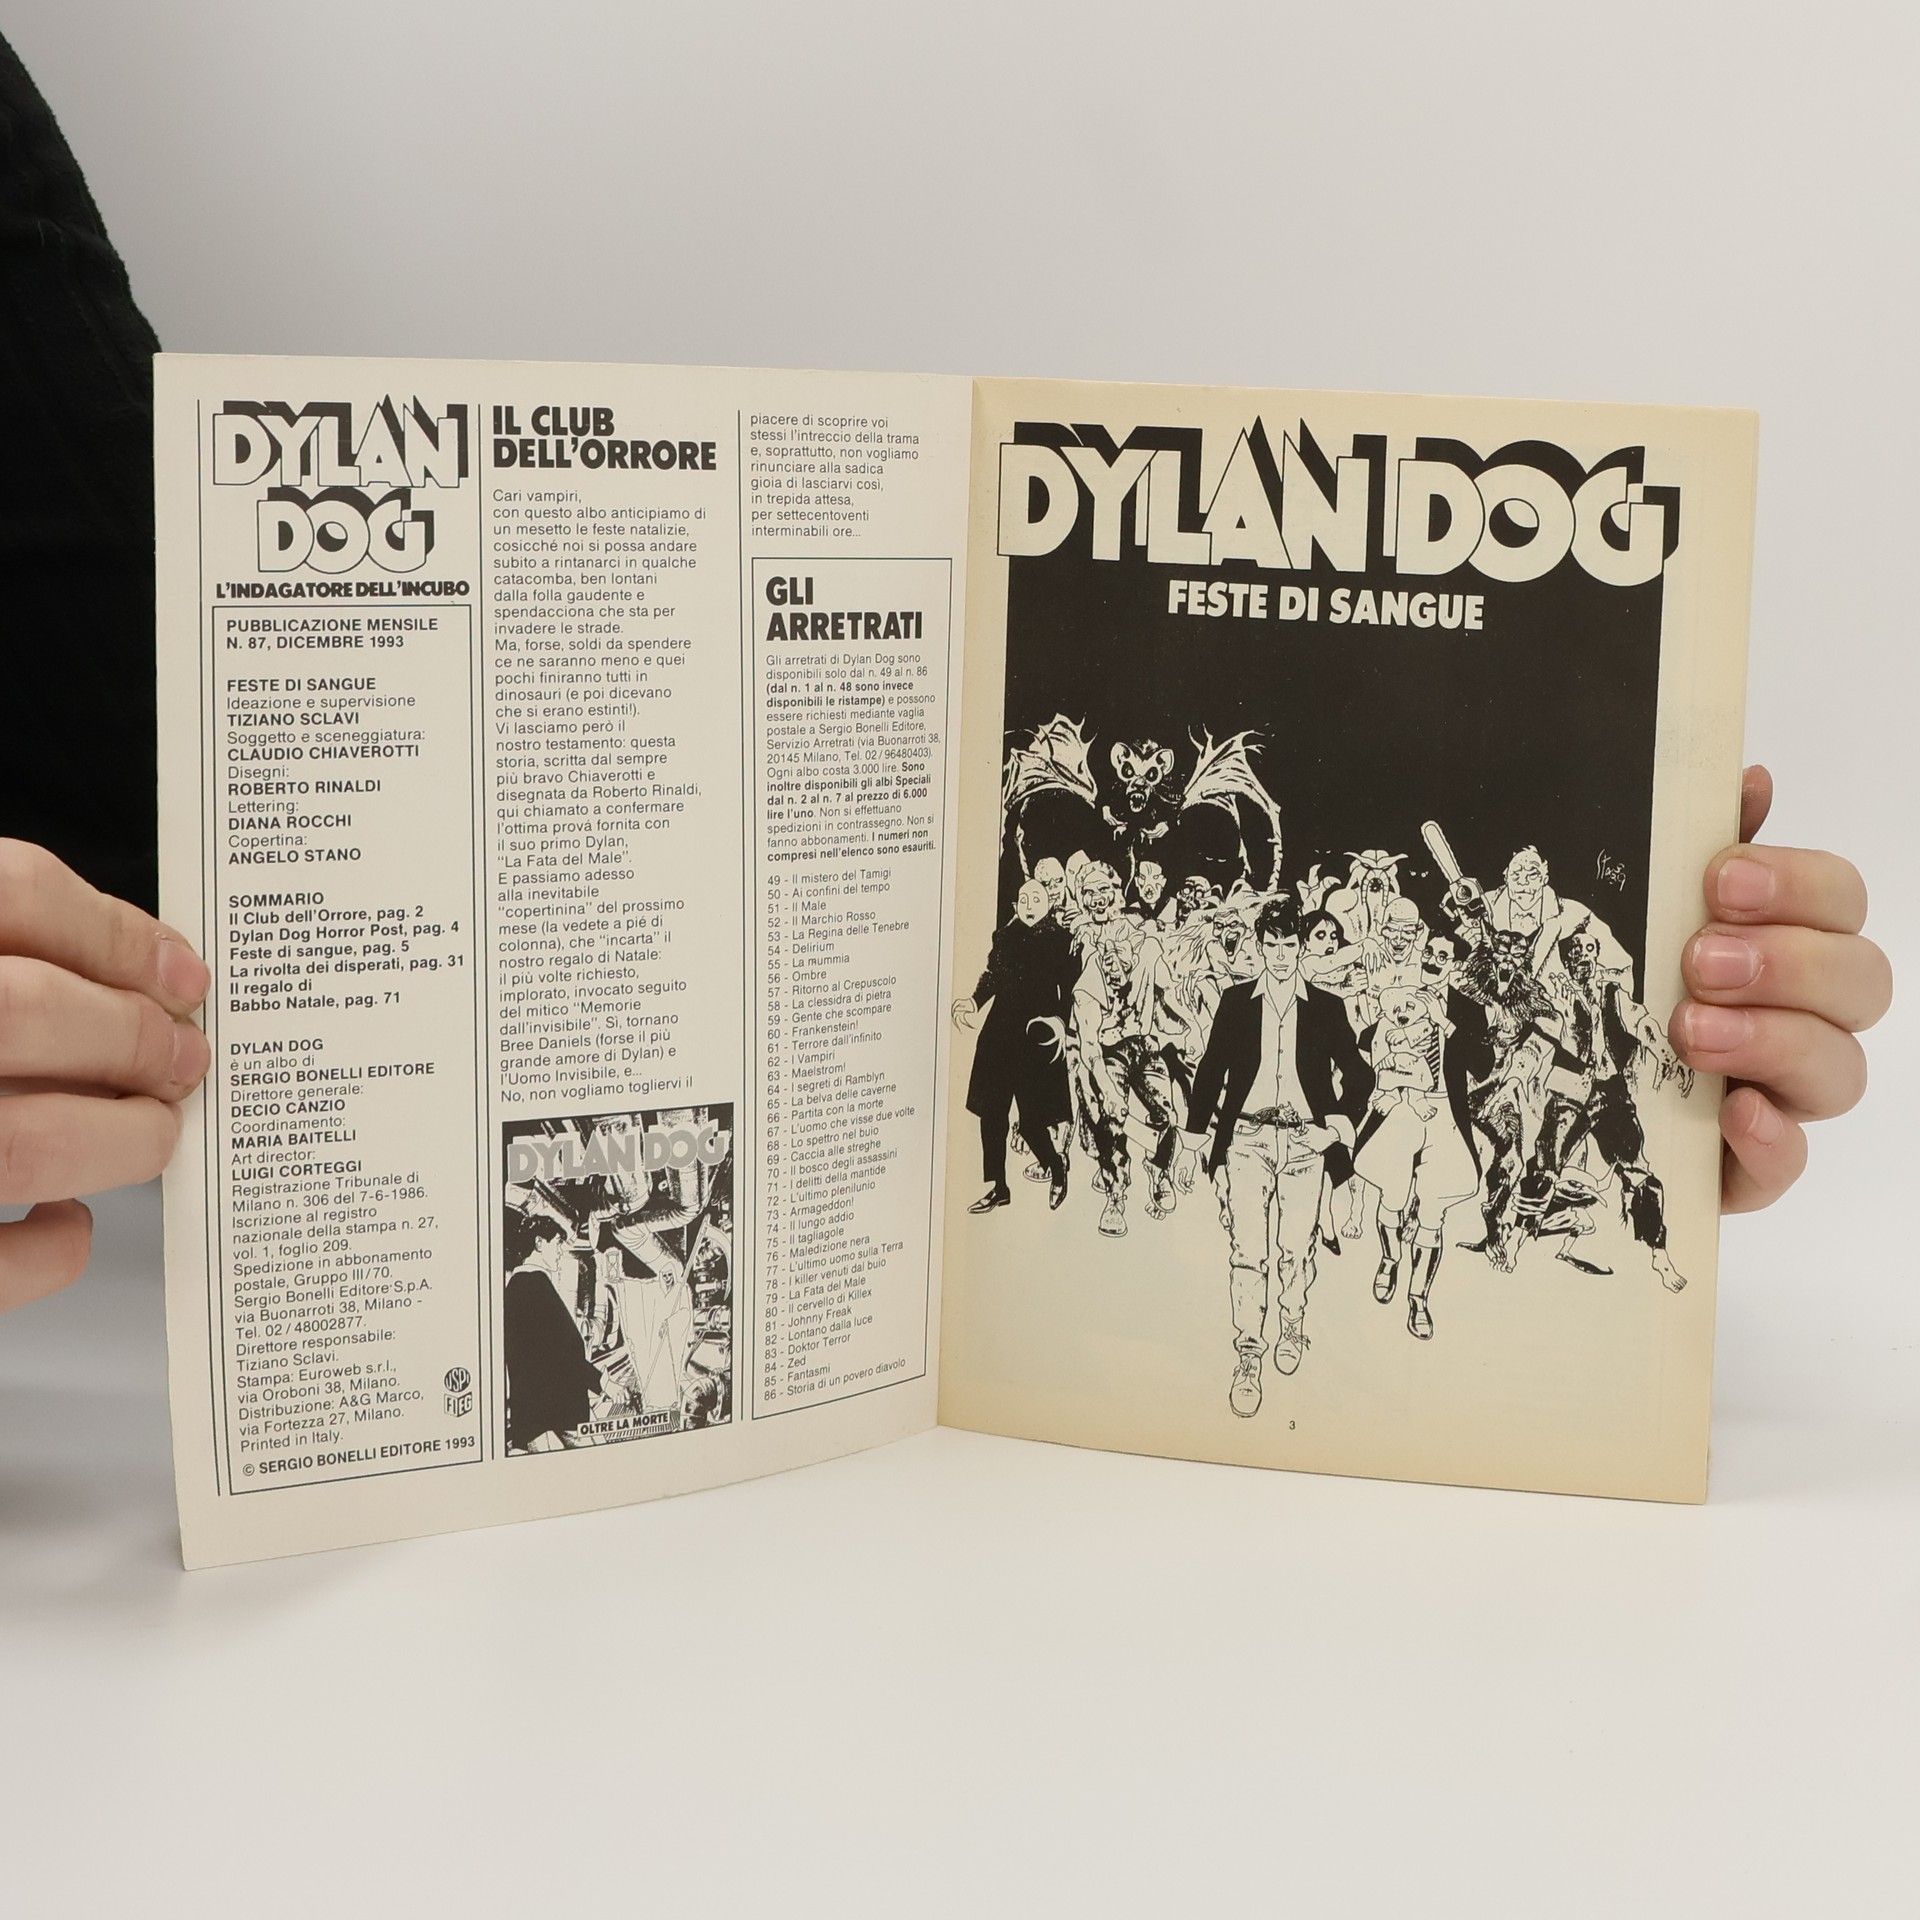 DYLAN
DOG
L'INDAGATORE DELL'INCUBO
PUBBLICAZIONE MENSILE
N. 87, DICEMBRE 1993
FESTE DI SANGUE
Ideazione e supervisione
TIZIANO SCLAVI
Soggetto e sceneggiatura:
CLAUDIO CHIAVEROTTI
Disegni:
ROBERTO RINALDI
Lettering:
DIANA ROCCHI
Copertina:
ANGELO STANO
SOMMARIO
Il Club dell'Orrore, pag. 2
Dylan Dog Horror Post, pag. 4
Feste di sangue, pag. 5
La rivolta dei disperati, pag. 31
Il regalo di
Babbo Natale, pag. 71
DYLAN DOG
è un albo di
SERGIO BONELLI EDITORE
Direttore generale:
DECIO CANZIO
Coordinamento:
MARIA BAITELLI
Art director:
LUIGI CORTEGGI
Registrazione Tribunale di
Milano n. 306 del 7-6-1986.
Iscrizione al registro
nazionale della stampa n. 27,
vol. 1, foglio 209.
Spedizione in abbonamento
postale, Gruppo III/70.
Sergio Bonelli Editore S.p.A.
via Buonarroti 38, Milano -
Tel. 02/48002877.
Direttore responsabile:
Tiziano Sclavi.
Stampa: Euroweb s.r.l.,
via Oroboni 38, Milano.
Distribuzione: A&G Marco,
via Fortezza 27, Milano.
Printed in Italy.
USPI
FIEG
© SERGIO BONELLI EDITORE 1993
IL CLUB
DELL'ORRORE
Cari vampiri,
con questo albo anticipiamo di
un mesetto le feste natalizie,
cosicché noi si possa andare
subito a rintanarci in qualche
catacomba, ben lontani
dalla folla gaudente e
spendacciona che sta per
invadere le strade.
Ma, forse, soldi da spendere
ce ne saranno meno e quei
pochi finiranno tutti in
dinosauri (e poi dicevano
che si erano estinti!).
Vi lasciamo però il
nostro testamento: questa
storia, scritta dal sempre
più bravo Chiaverotti e
disegnata da Roberto Rinaldi,
qui chiamato a confermare
l'ottima prová fornita con
il suo primo Dylan,
"La Fata del Male".
E passiamo adesso
alla inevitabile
"copertinina" del prossimo
mese (la vedete a pié di
colonna), che "incarta" il
nostro regalo di Natale:
il più volte richiesto,
implorato, invocato seguito
del mitico "Memorie
dall'invisibile". Sì, tornano
Bree Daniels (forse il più
grande amore di Dylan) e
l'Uomo Invisibile, e...
No, non vogliamo togliervi il
DYLAN DOG
OLTRE LA MORTE
piacere di scoprire voi
stessi l'intreccio della trama
e, soprattutto, non vogliamo
rinunciare alla sadica
gioia di lasciarvi così,
in trepida attesa,
per settecentoventi
interminabili ore...
GLI
ARRETRATI
Gli arretrati di Dylan Dog sono
disponibili solo dal n. 49 al n. 86
(dal n. 1 al n. 48 sono invece
disponibili le ristampe) e possono
essere richiesti mediante vaglia
postale a Sergio Bonelli Editore,
Servizio Arretrati (via Buonarroti 38,
20145 Milano, Tel. 02/96480403).
Ogni albo costa 3.000 lire. Sono
inoltre disponibili gli albi Speciali
dal n. 2 al n. 7 al prezzo di 6.000
lire l'uno. Non si effettuano
spedizioni in contrassegno. Non si
fanno abbonamenti. I numeri non
compresi nell'elenco sono esauriti.
49 - Il mistero del Tamigi
50 - Ai confini del tempo
51 - Il Male
52 - Il Marchio Rosso
53 - La Regina delle Tenebre
54 - Delirium
55 - La mummia
56 - Ombre
57 - Ritorno al Crepuscolo
58 - La clessidra di pietra
59 - Gente che scompare
60 - Frankenstein!
61 - Terrore dall'infinito
62 - I Vampiri
63 - Maelstrom!
64 - I segreti di Ramblyn
65 - La belva delle caverne
66 - Partita con la morte
67 - L'uomo che visse due volte
68 - Lo spettro nel buio
69 - Caccia alle streghe
70 - Il bosco degli assassini
71 - I delitti della mantide
72 - L'ultimo plenilunio
73 - Armageddon!
74 - Il lungo addio
75 - Il tagliagole
76 - Maledizione nera
77 - L'ultimo uomo sulla Terra
78 - I killer venuti dal buio
79 - La Fata del Male
80 - Il cervello di Killex
81 - Johnny Freak
82 - Lontano dalla luce
83 - Doktor Terror
84 - Zed
85 - Fantasmi
86 - Storia di un povero diavolo
DYLAN DOG
FESTE DI SANGUE
3